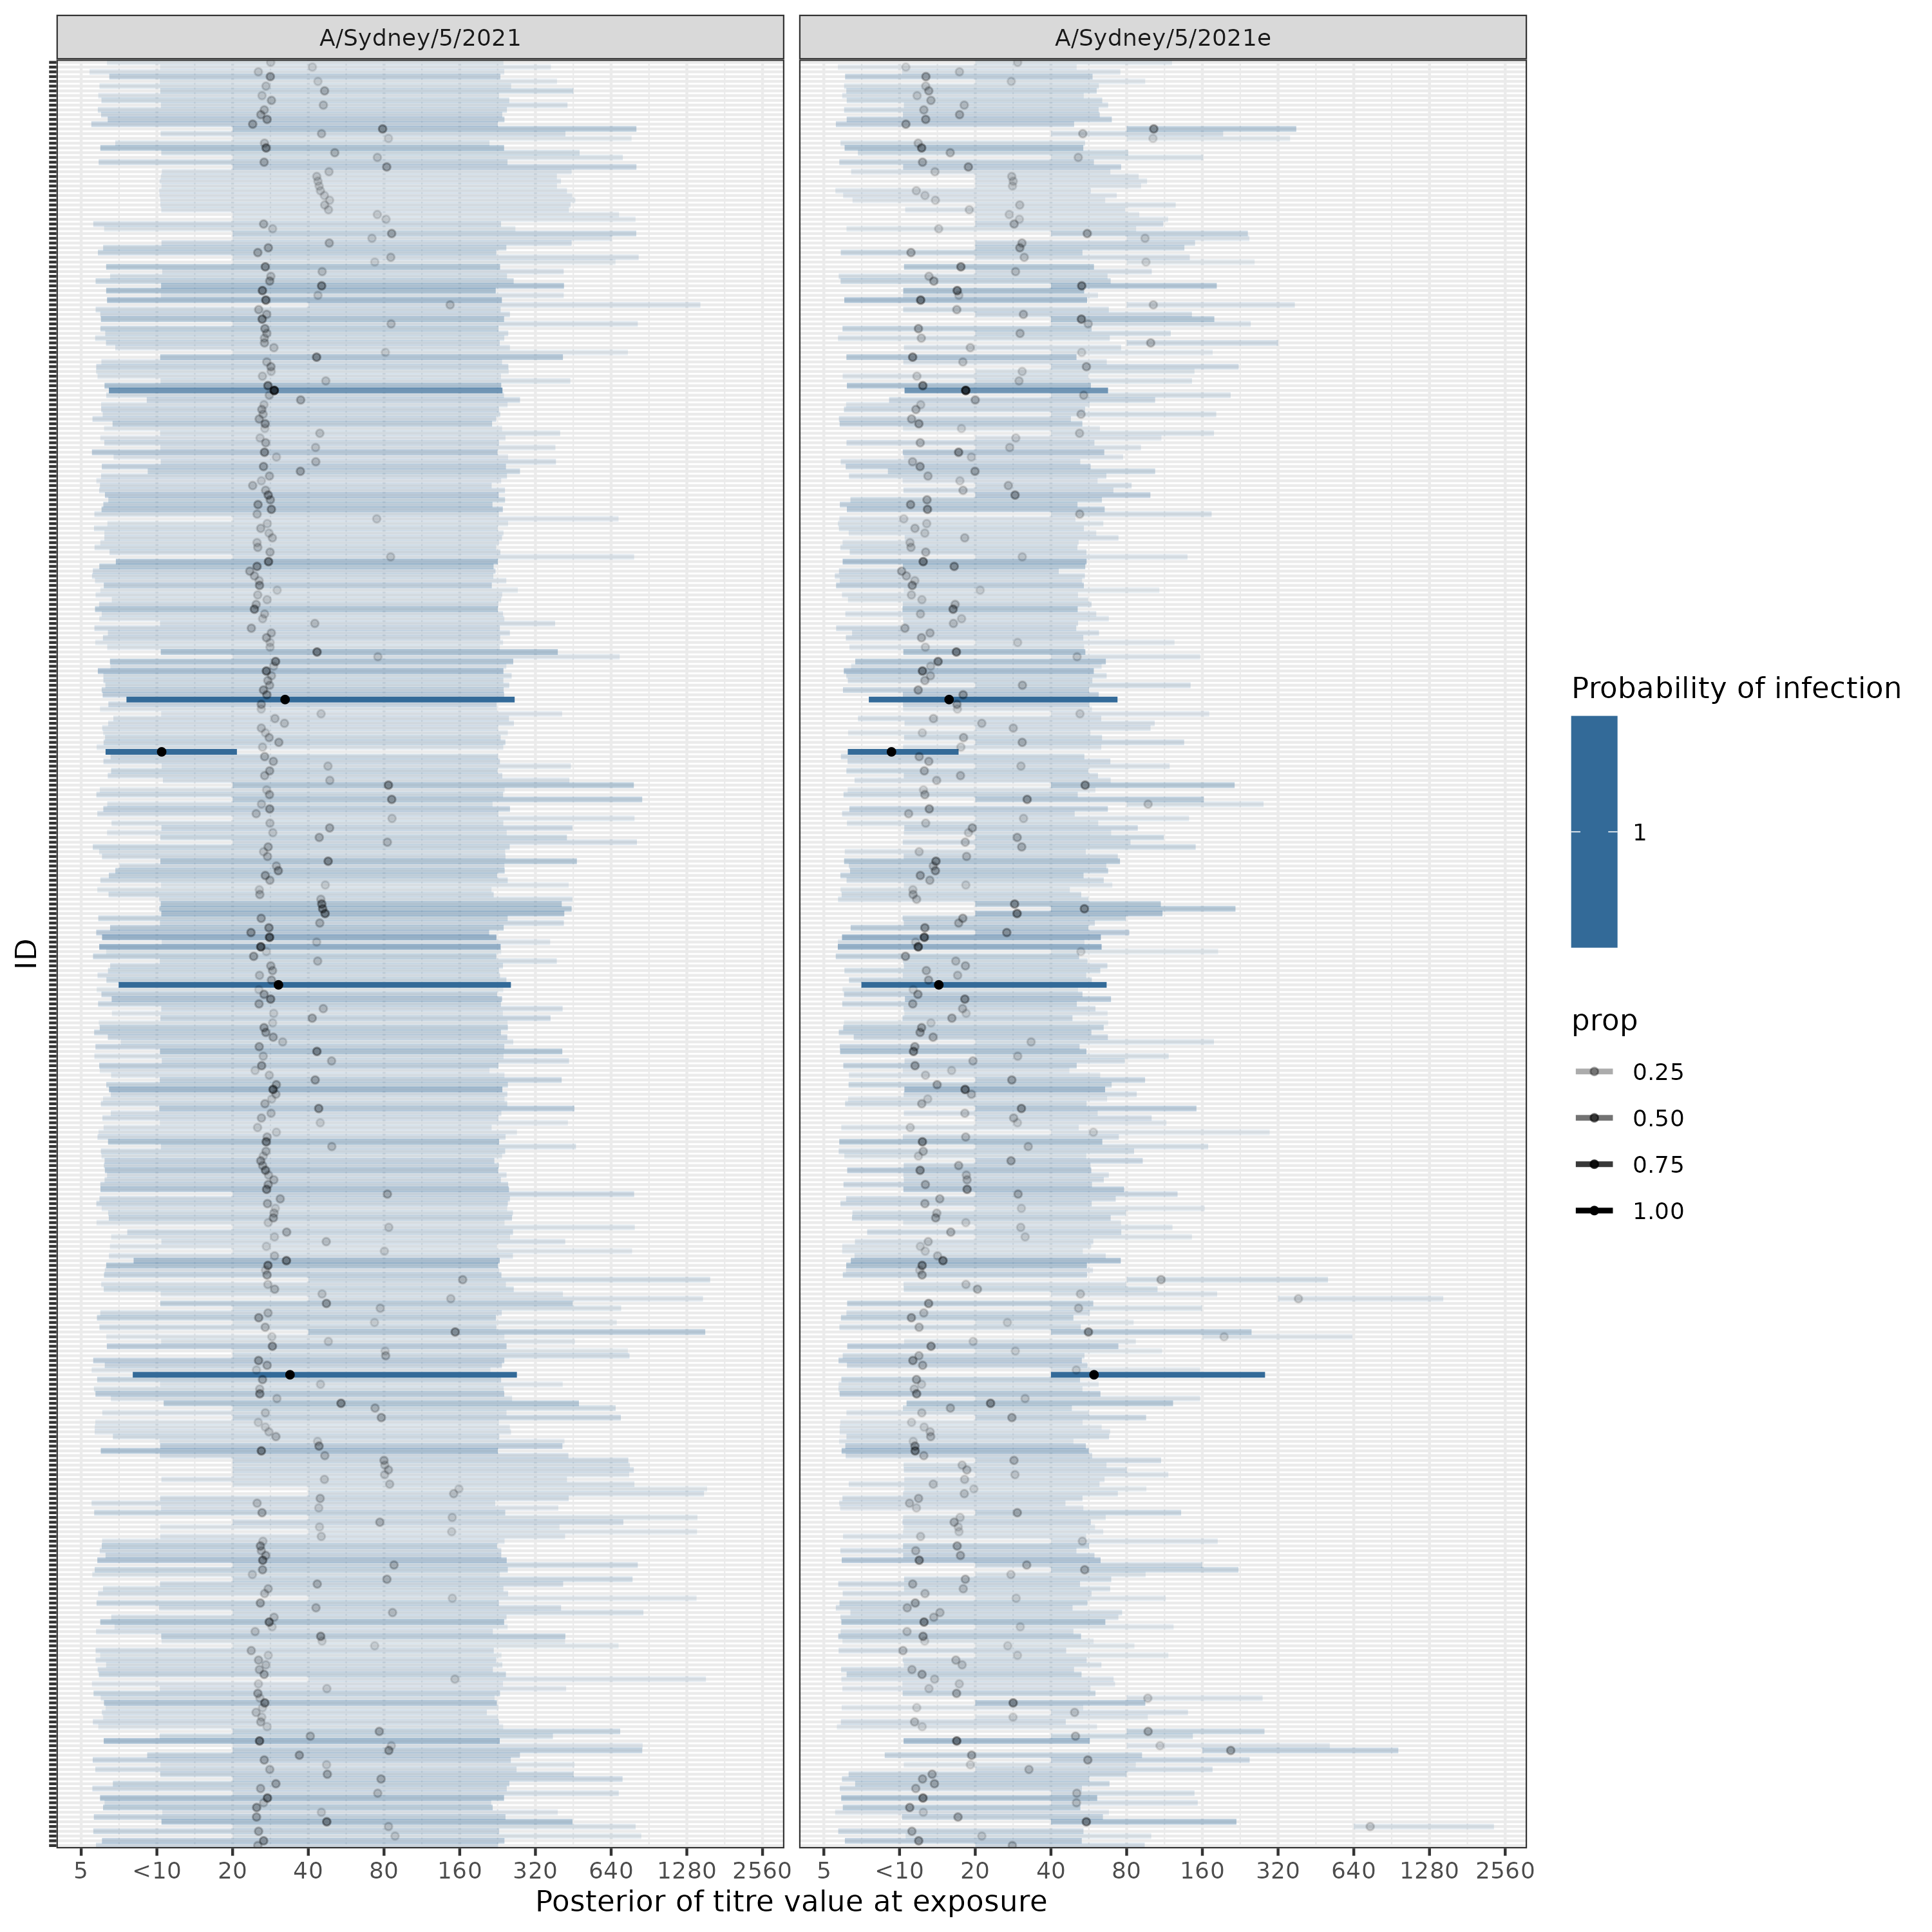 A/Sydney/5/2021
A/Sydney/5/2021e
ID
5 <10 20 40 80 160 320 640 1280 2560
5 <10 20 40 80 160 320 640 1280 2560
Posterior of titre value at exposure
Probability of infection
1
prop
0.25
0.50
0.75
1.00